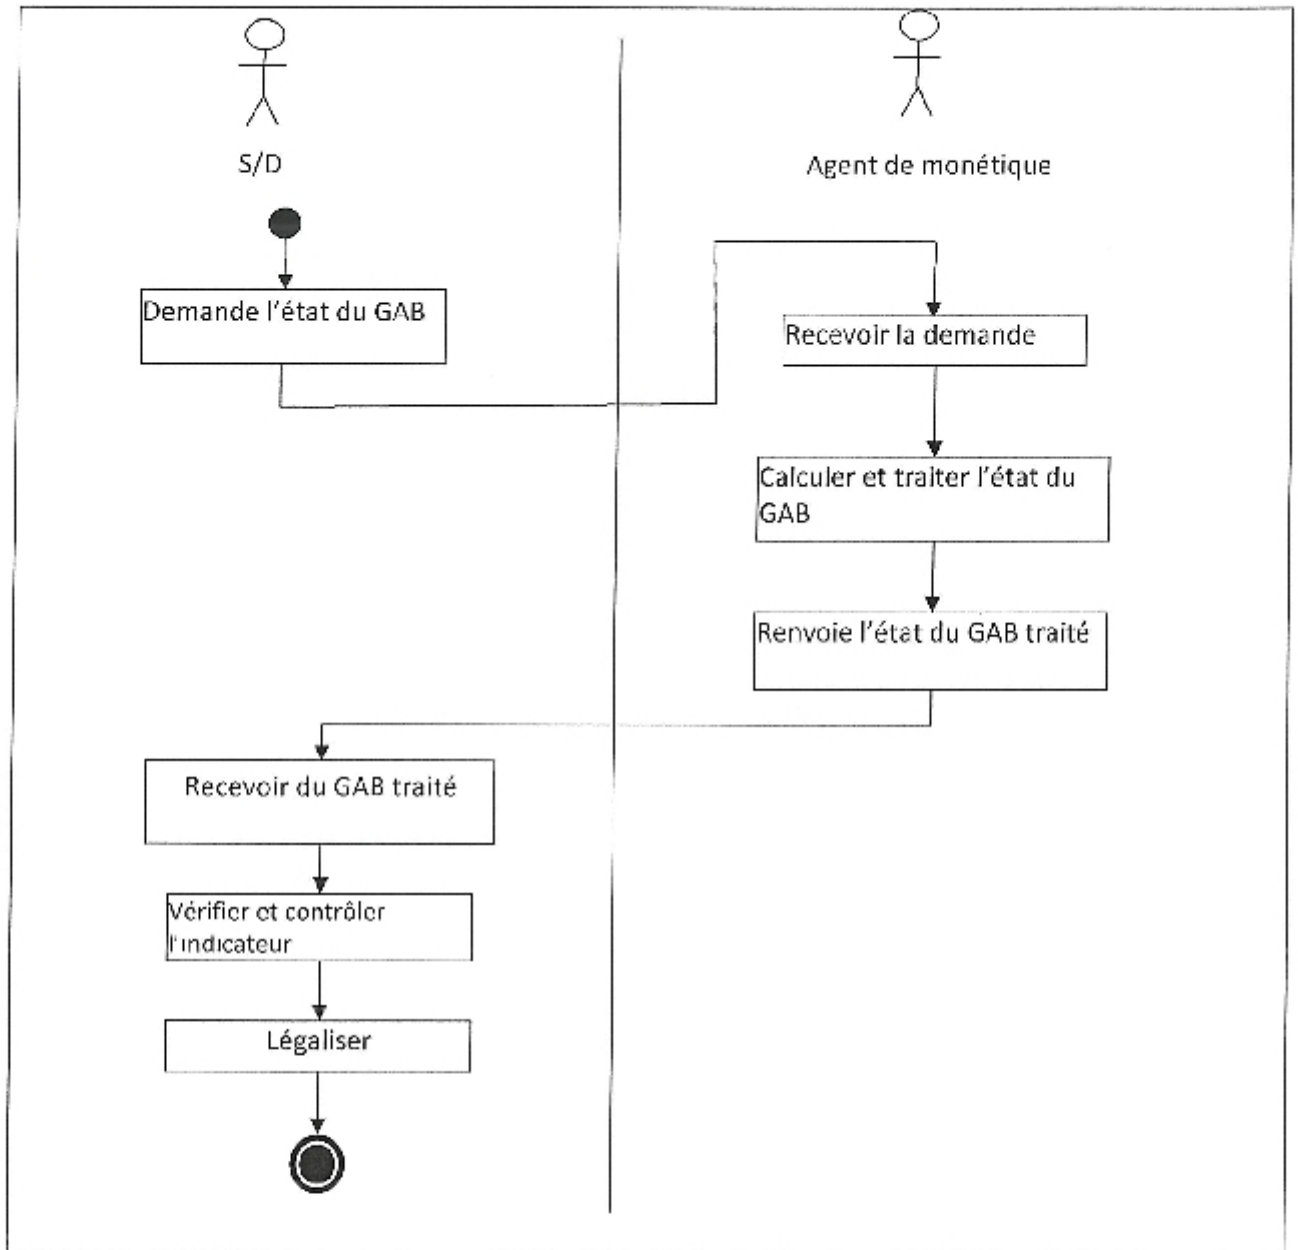 S/D
Agent de monétique
Demande l'état du GAB
Recevoir la demande
Calculer et traiter l'état du
GAB
Renvoie l'état du GAB traité
Recevoir du GAB traité
Vérifier et contrôler
l'indicateur
Légaliser